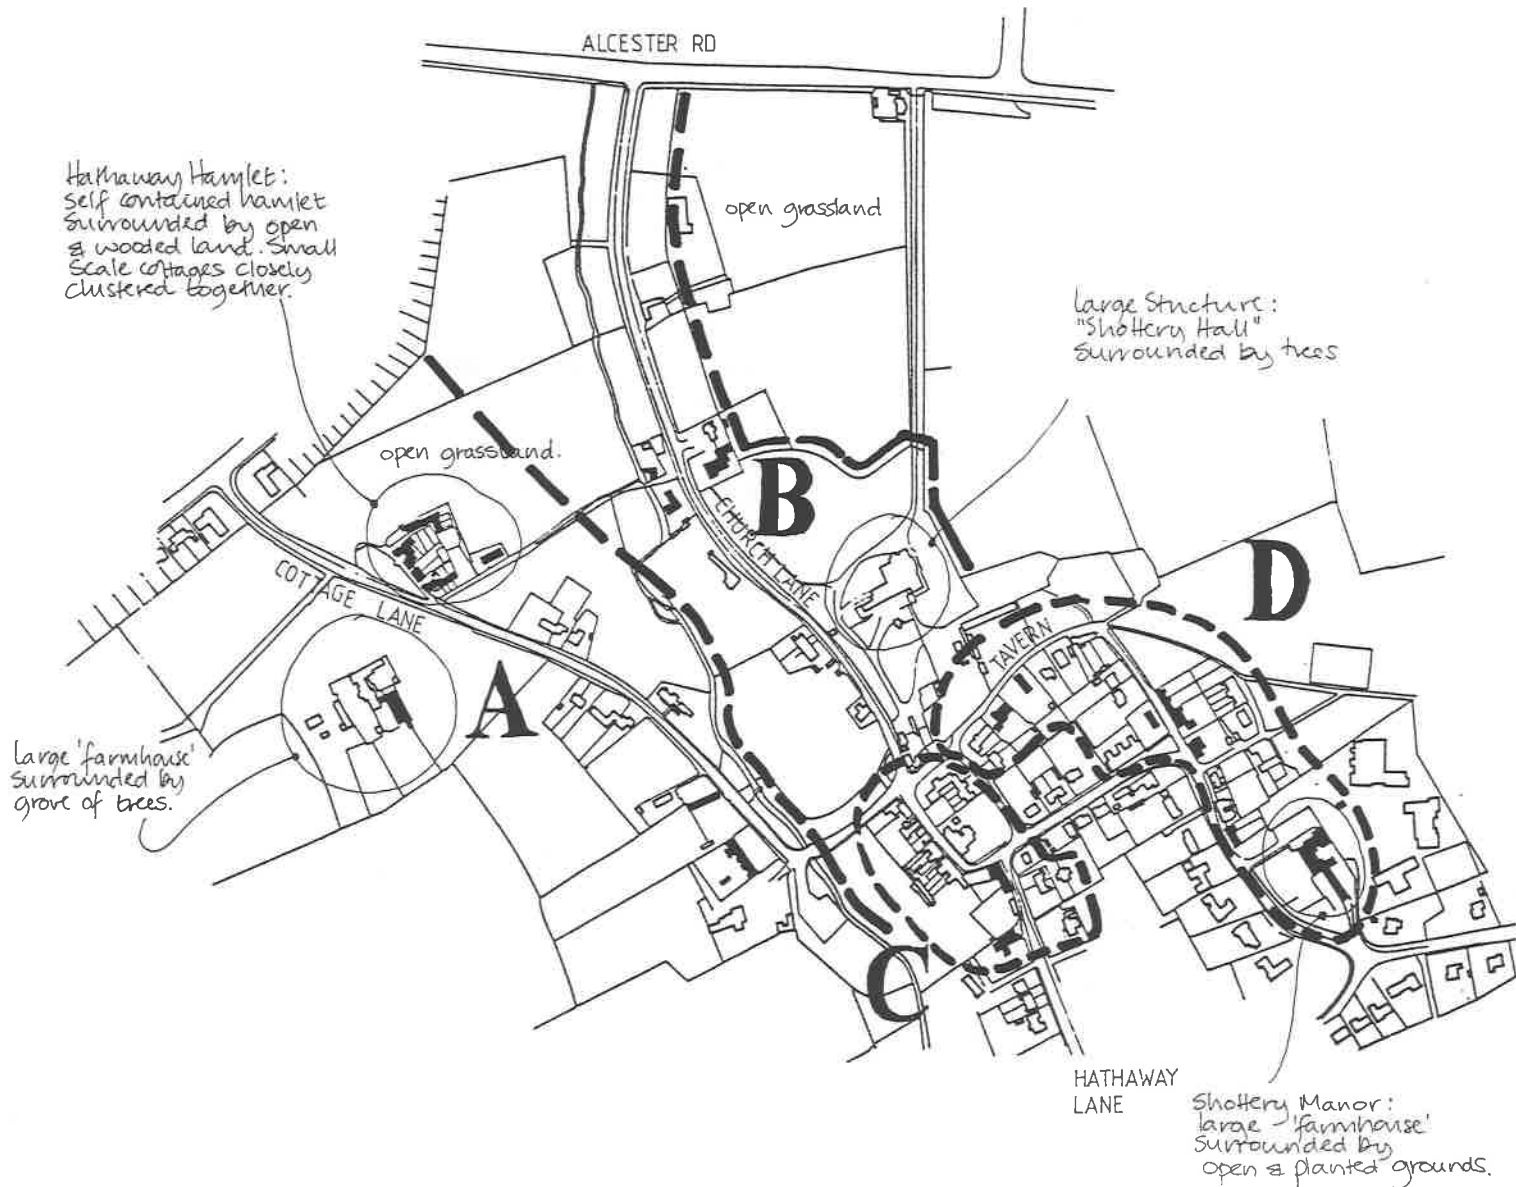 ALCESTER RD
Hathaway Hamlet:
self contained hamlet
surrounded by open
& wooded land. Small
scale cottages closely
clustered together.
open grassland
large Stucture:
"Shottery Hall"
surrounded by trees
open grassland.
B
CHURCH LANE
D
COTTAGE LANE
TAVERN
A
large 'farmhouse'
surrounded by
grove of trees.
C
HATHAWAY
LANE
Shottery Manor:
large 'farmhouse'
surrounded by
open & planted grounds.